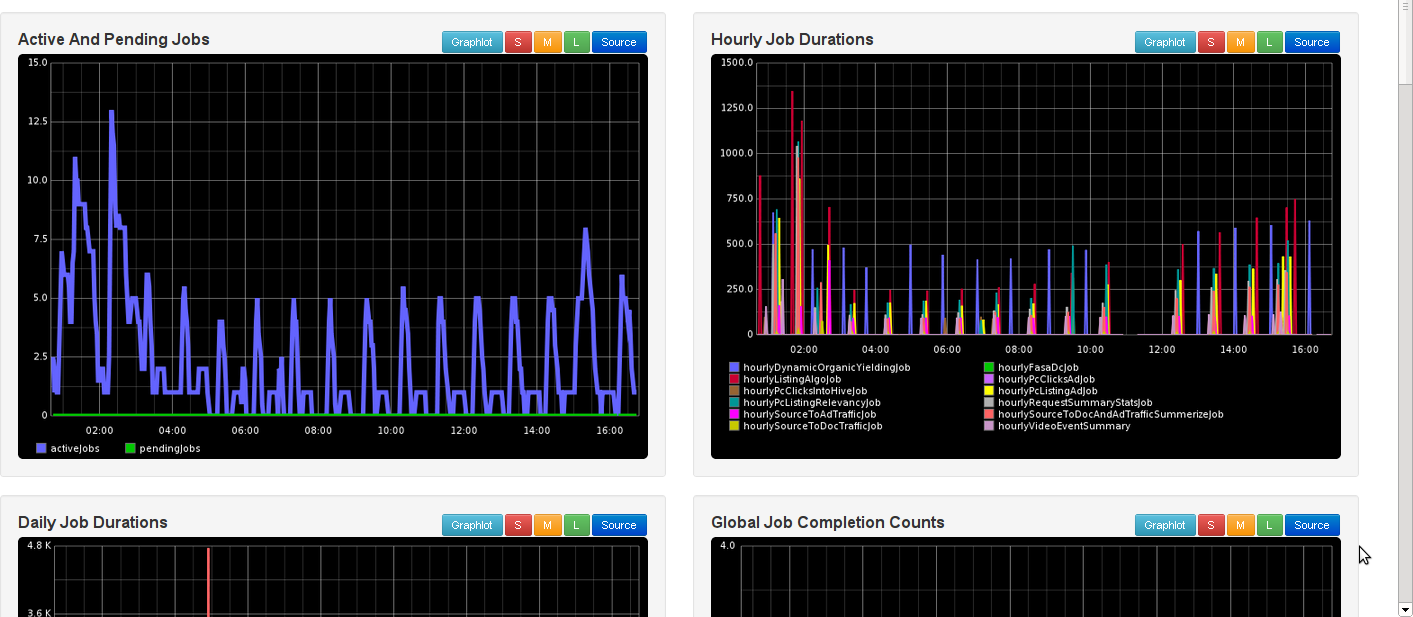 Active And Pending Jobs
Graphlot S M L Source
15.0
12.5
10.0
7.5
5.0
2.5
0
02:00 04:00 06:00 08:00 10:00 12:00 14:00 16:00
activeJobs pendingJobs
Hourly Job Durations
Graphlot S M L Source
1500.0
1250.0
1000.0
750.0
500.0
250.0
0
02:00 04:00 06:00 08:00 10:00 12:00 14:00 16:00
hourlyDynamicOrganicYieldingJob hourlyFasaDcJob
hourlyListingAlgoJob hourlyPcClicksAdJob
hourlyPcClicksIntoHiveJob hourlyPcListingAdJob
hourlyPcListingRelevancyJob hourlyRequestSummaryStatsJob
hourlySourceToAdTrafficJob hourlySourceToDocAndAdTrafficSummerizeJob
hourlySourceToDocTrafficJob hourlyVideoEventSummary
Daily Job Durations
Graphlot S M L Source
4.8 K
3.6 K
Global Job Completion Counts
Graphlot S M L Source
4.0